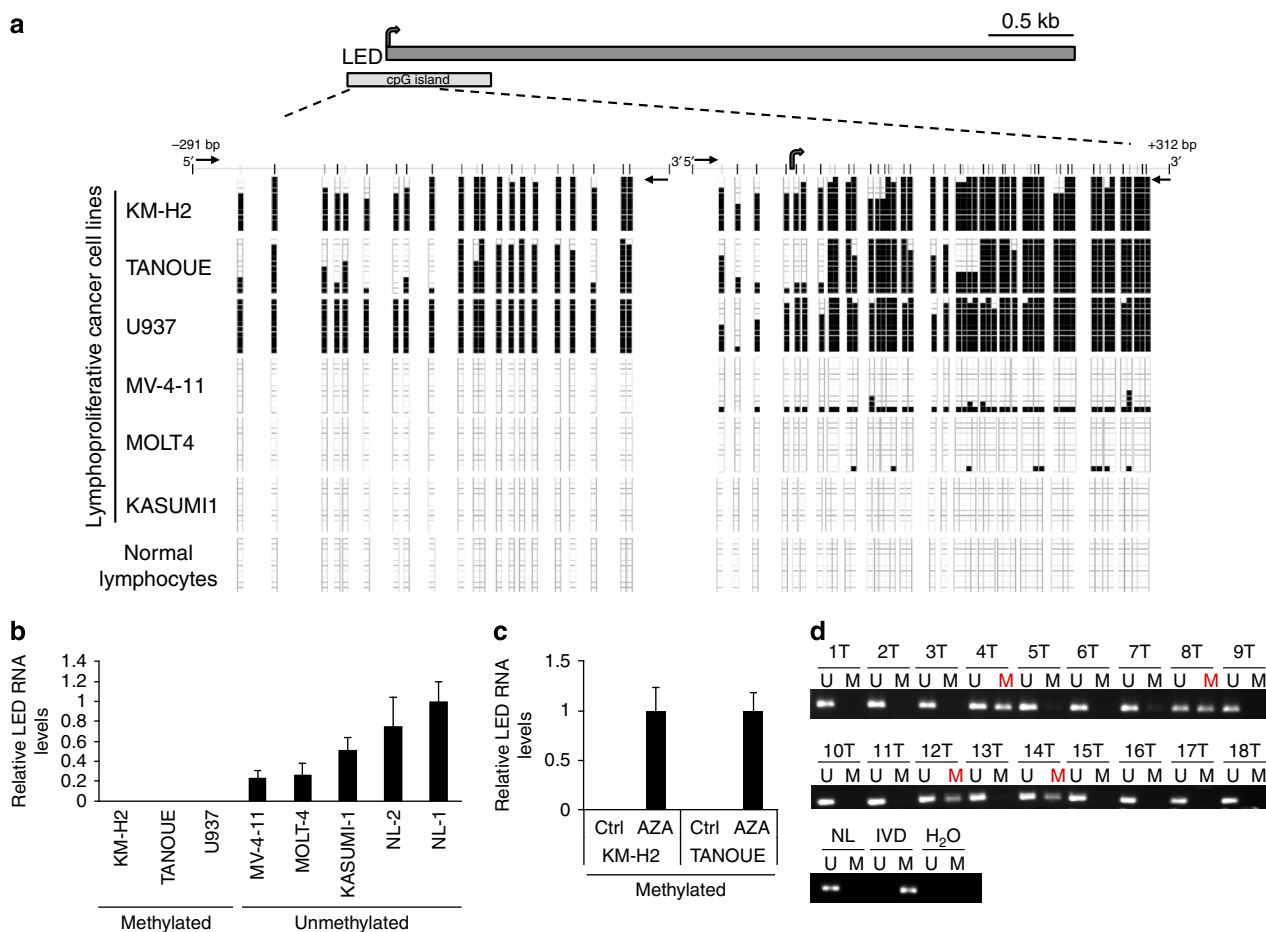 a
0.5 kb
LED
cpG island
–291 bp
+312 bp
5′ 3′ 5′ 3′
Lymphoproliferative cancer cell lines
KM-H2
TANOUE
U937
MV-4-11
MOLT4
KASUMI1
Normal
lymphocytes
b
Relative LED RNA
levels
1.4
1.2
1
0.8
0.6
0.4
0.2
0
KM-H2 TANOUE U937 MV-4-11 MOLT-4 KASUMI-1 NL-2 NL-1
Methylated Unmethylated
c
Relative LED RNA
levels
1.5
1
0.5
0
Ctrl AZA Ctrl AZA
KM-H2 TANOUE
Methylated
d
1T 2T 3T 4T 5T 6T 7T 8T 9T
U M U M U M U M U M U M U M U M U M
10T 11T 12T 13T 14T 15T 16T 17T 18T
U M U M U M U M U M U M U M U M U M
NL IVD H2O
U M U M U M